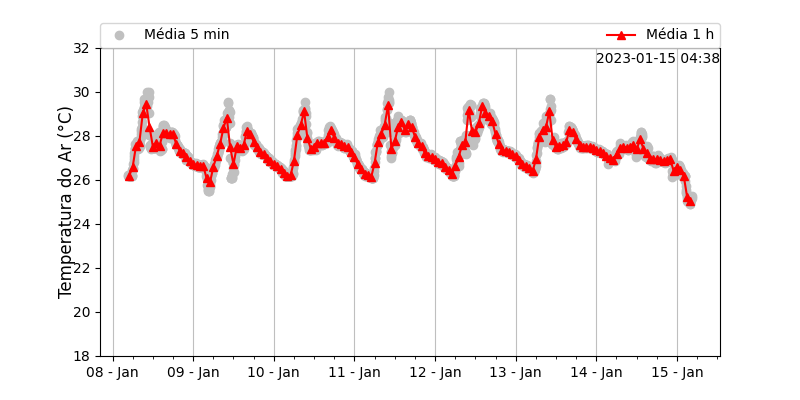 Média 5 min
Média 1 h
2023-01-15 04:38
Temperatura do Ar (°C)
32
30
28
26
24
22
20
18
08 - Jan
09 - Jan
10 - Jan
11 - Jan
12 - Jan
13 - Jan
14 - Jan
15 - Jan